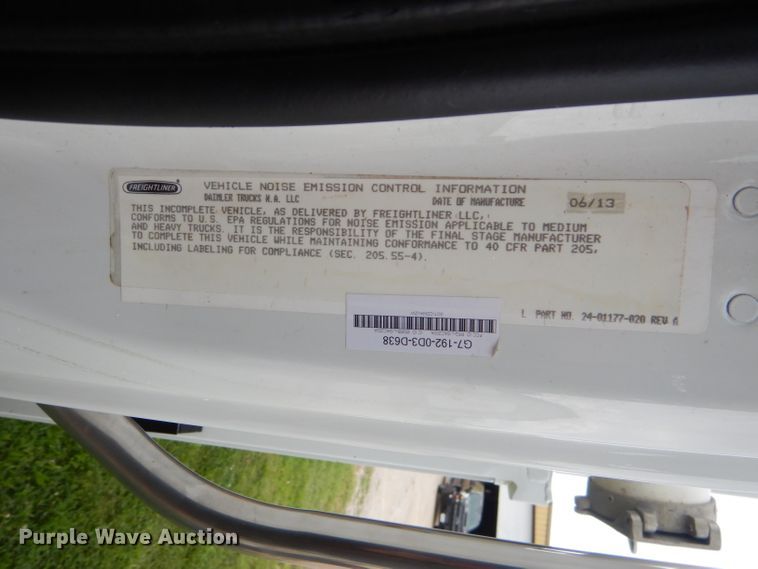 FREIGHTLINER
VEHICLE NOISE EMISSION CONTROL INFORMATION
DAIMLER TRUCKS N.A. LLC DATE OF MANUFACTURE 06/13
THIS INCOMPLETE VEHICLE, AS DELIVERED BY FREIGHTLINER LLC,
CONFORMS TO U.S. EPA REGULATIONS FOR NOISE EMISSION APPLICABLE TO MEDIUM
AND HEAVY TRUCKS. IT IS THE RESPONSIBILITY OF THE FINAL STAGE MANUFACTURER
TO COMPLETE THIS VEHICLE WHILE MAINTAINING CONFORMANCE TO 40 CFR PART 205,
INCLUDING LABELING FOR COMPLIANCE (SEC. 205.55-4).
L PART NO. 24-01177-020 REV A
G7-192-0D3-D638
Purple Wave Auction